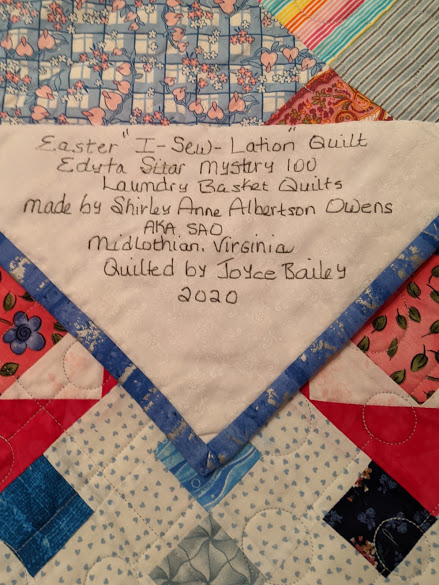 Easter "I-Sew-Lation" Quilt
Edyta Sitar Mystery 100
Laundry Basket Quilts
made by Shirley Anne Albertson Owens
AKA SAO
Midlothian, Virginia
Quilted by Joyce Bailey
2020